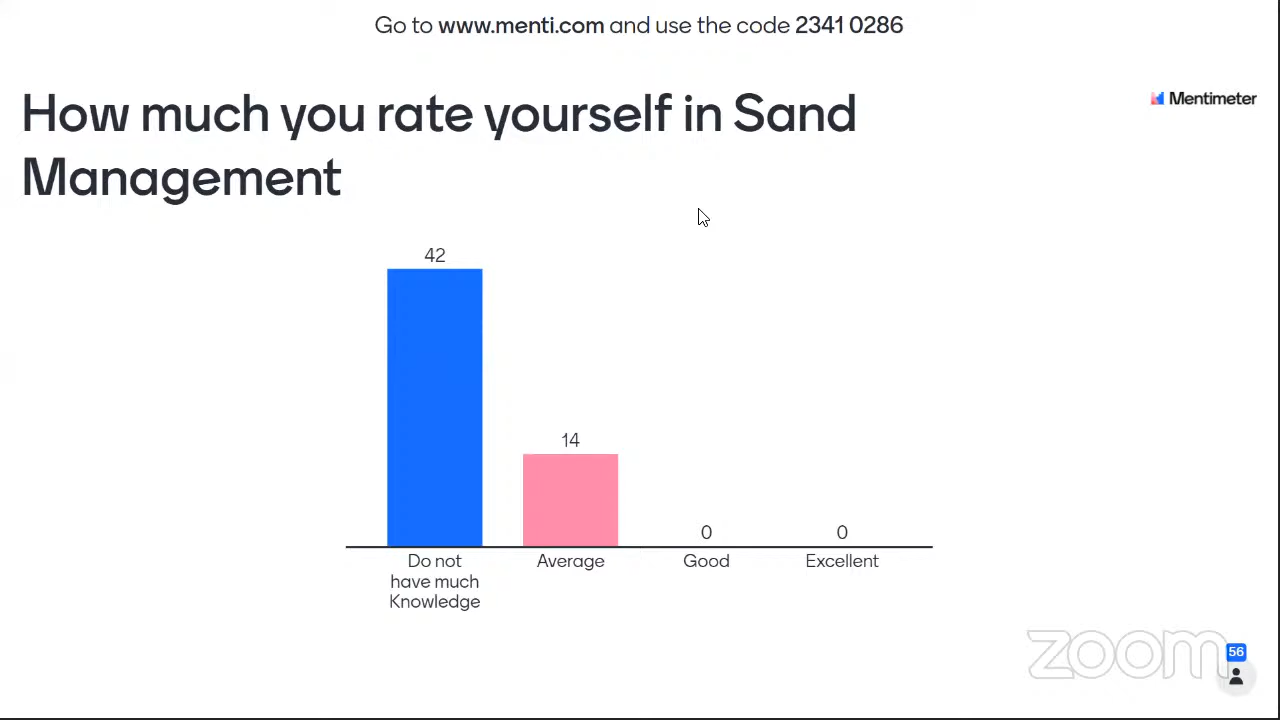 Go to www.menti.com and use the code 2341 0286
How much you rate yourself in Sand
Management
Mentimeter
42
14
0
0
Do not
have much
Knowledge
Average
Good
Excellent
zoom
56